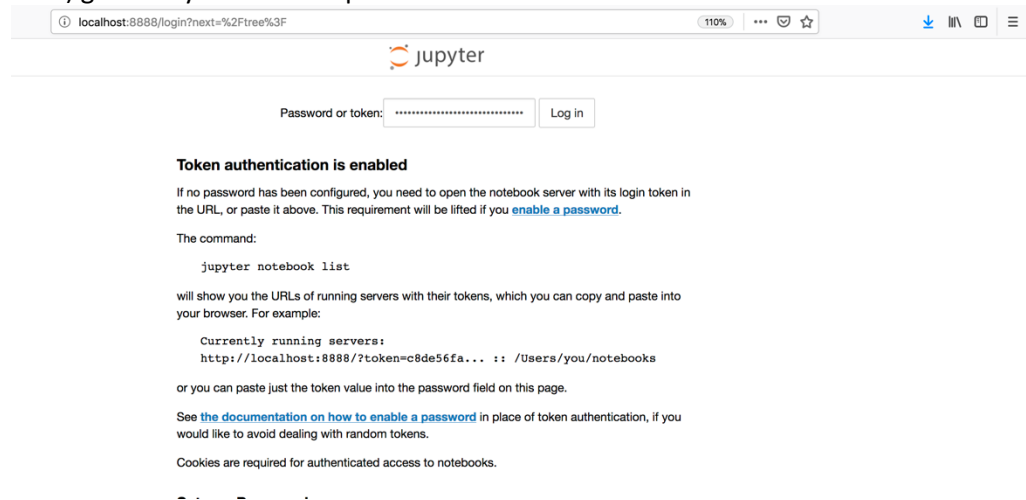 localhost:8888/login?next=%2Ftree%3F
110%
jupyter
Password or token:
Log in
Token authentication is enabled
If no password has been configured, you need to open the notebook server with its login token in
the URL, or paste it above. This requirement will be lifted if you enable a password.
The command:
jupyter notebook list
will show you the URLs of running servers with their tokens, which you can copy and paste into
your browser. For example:
Currently running servers:
http://localhost:8888/?token=c8de56fa... :: /Users/you/notebooks
or you can paste just the token value into the password field on this page.
See the documentation on how to enable a password in place of token authentication, if you
would like to avoid dealing with random tokens.
Cookies are required for authenticated access to notebooks.